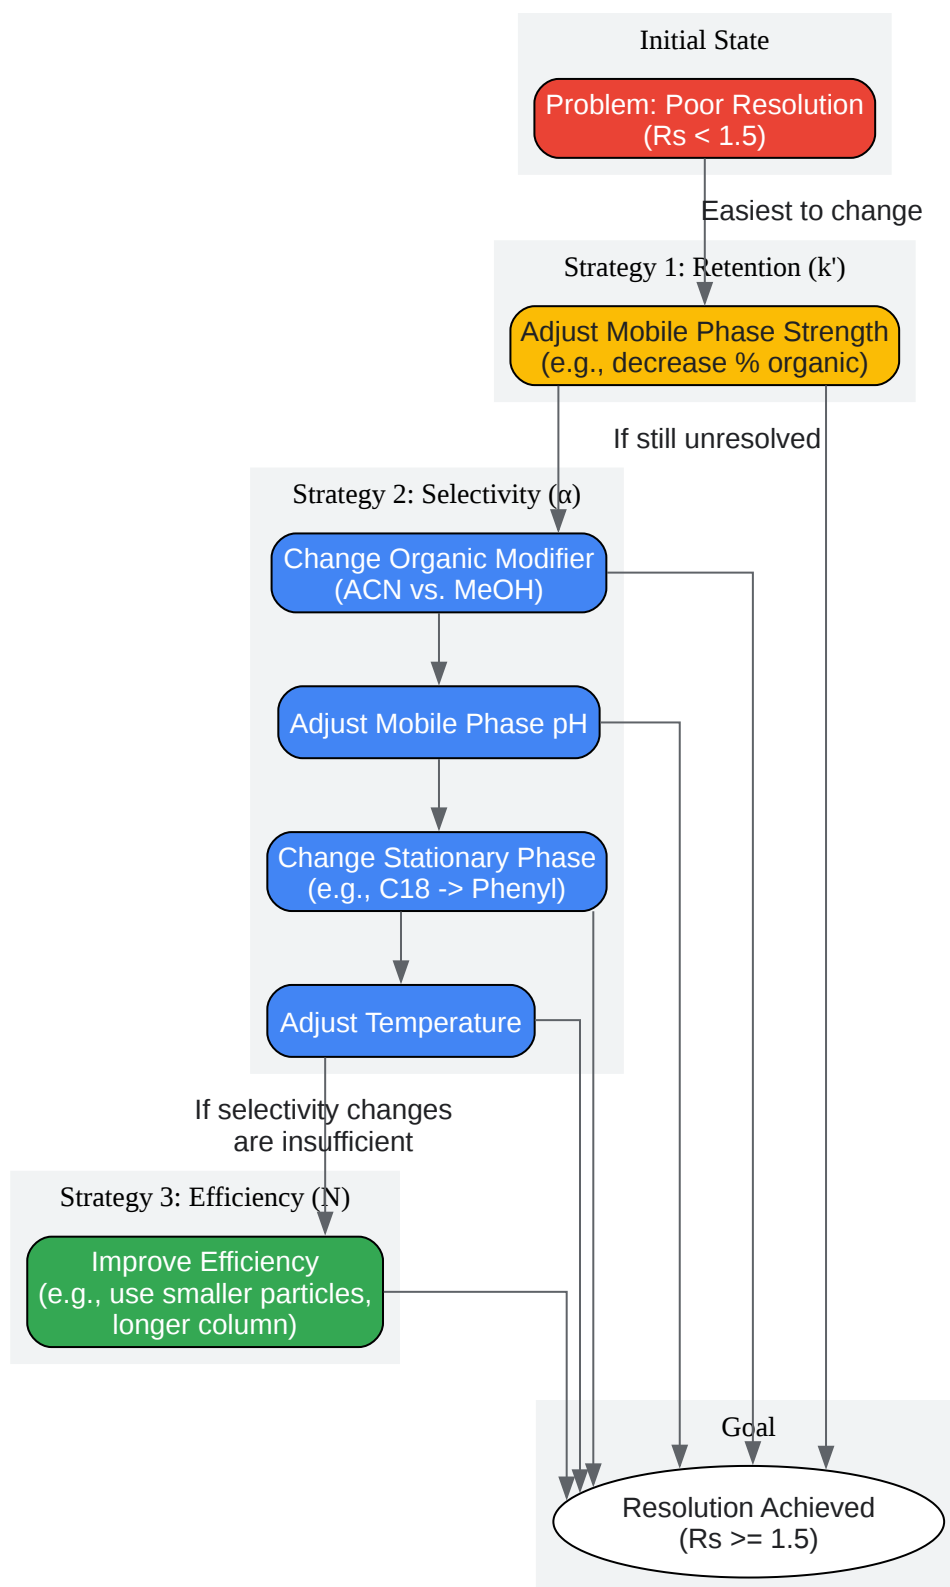 Initial State
Problem: Poor Resolution
(Rs < 1.5)
Easiest to change
Strategy 1: Retention (k')
Adjust Mobile Phase Strength
(e.g., decrease % organic)
If still unresolved
Strategy 2: Selectivity (α)
Change Organic Modifier
(ACN vs. MeOH)
Adjust Mobile Phase pH
Change Stationary Phase
(e.g., C18 -> Phenyl)
Adjust Temperature
If selectivity changes
are insufficient
Strategy 3: Efficiency (N)
Improve Efficiency
(e.g., use smaller particles,
longer column)
Goal
Resolution Achieved
(Rs >= 1.5)